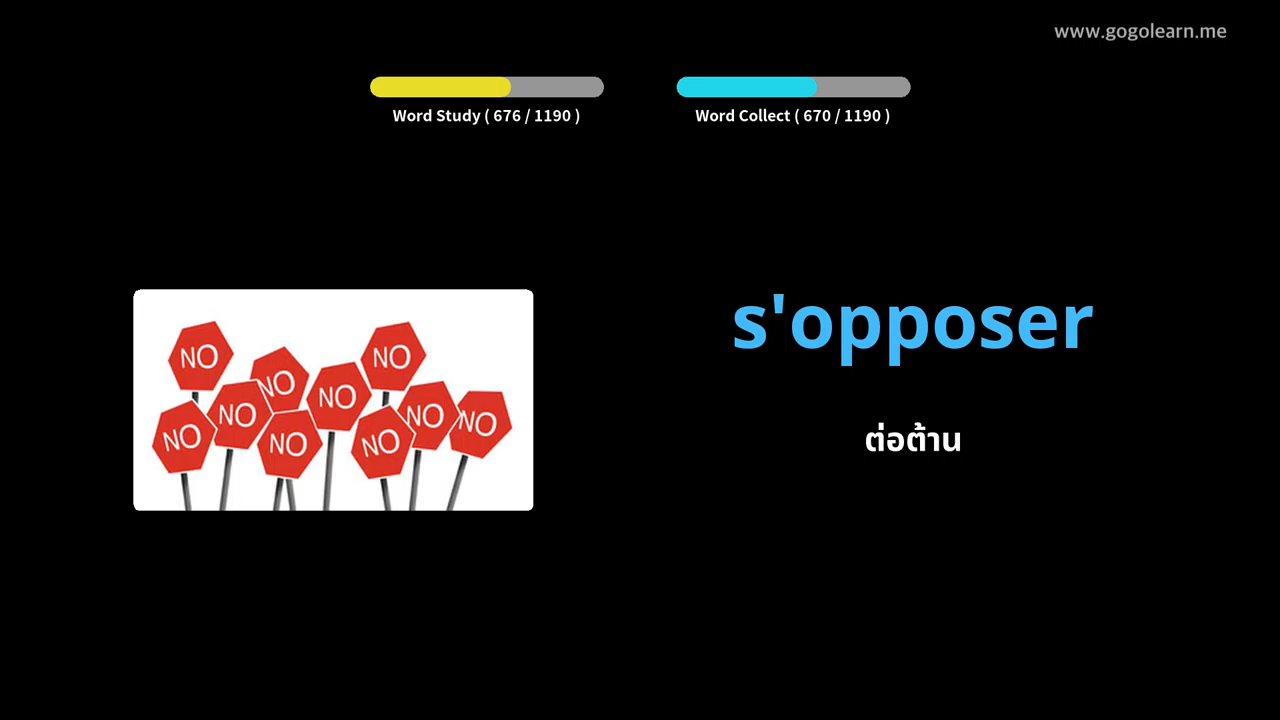 www.gogolearn.me
Word Study ( 676 / 1190 )
Word Collect ( 670 / 1190 )
s'opposer
ต่อต้าน
NO
NO
NO
NO
NO
NO
NO
NO
NO
NO